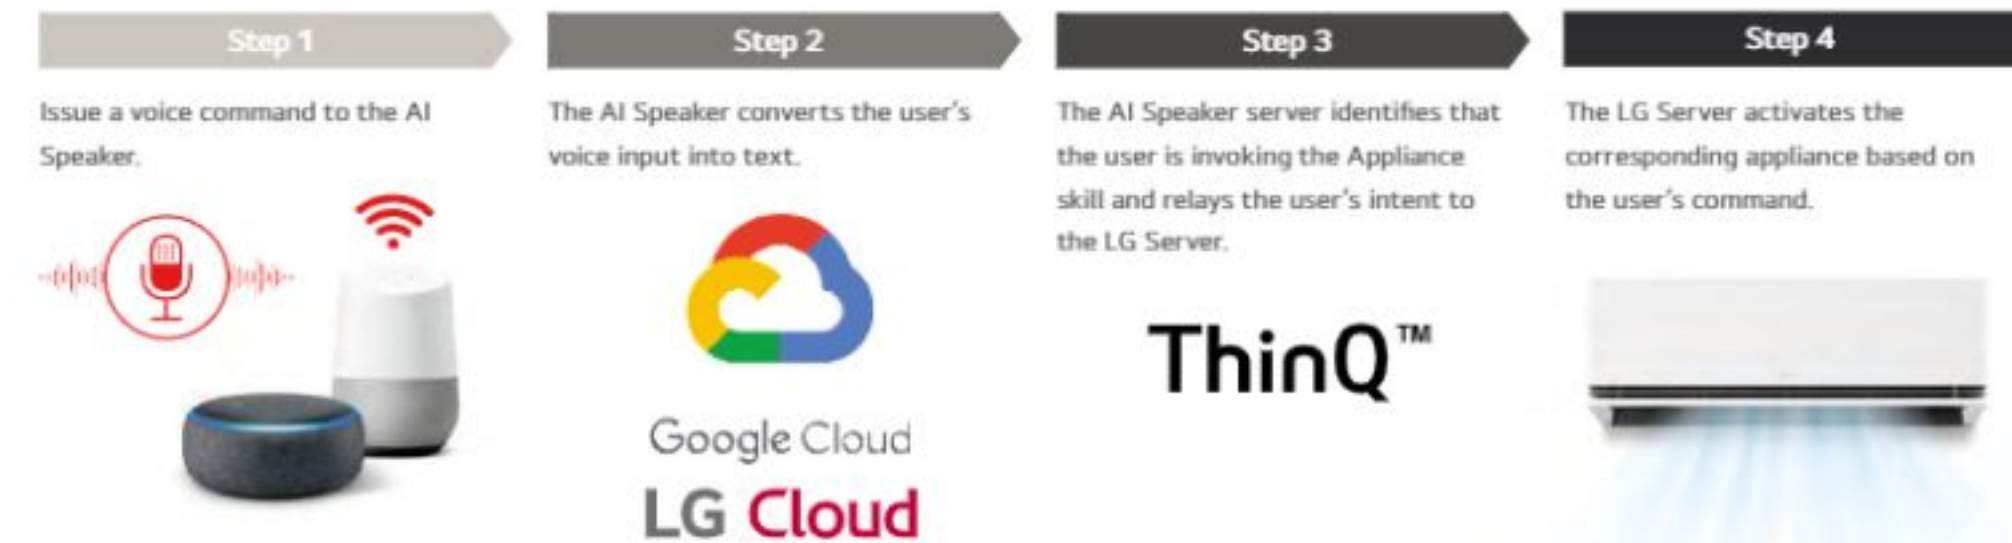 Step 1
Issue a voice command to the AI
Speaker.
Step 2
The AI Speaker converts the user's
voice input into text.
Google Cloud
LG Cloud
Step 3
The AI Speaker server identifies that
the user is invoking the Appliance
skill and relays the user's intent to
the LG Server.
ThinQ™
Step 4
The LG Server activates the
corresponding appliance based on
the user's command.